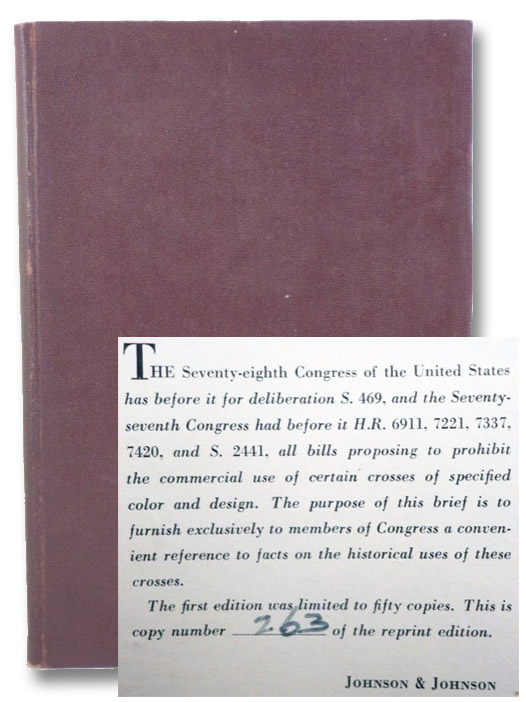 THE Seventy-eighth Congress of the United States
has before it for deliberation S. 469, and the Seventy-
seventh Congress had before it H.R. 6911, 7221, 7337,
7420, and S. 2441, all bills proposing to prohibit
the commercial use of certain crosses of specified
color and design. The purpose of this brief is to
furnish exclusively to members of Congress a conven-
ient reference to facts on the historical uses of these
crosses.
The first edition was limited to fifty copies. This is
copy number 263 of the reprint edition.
JOHNSON & JOHNSON